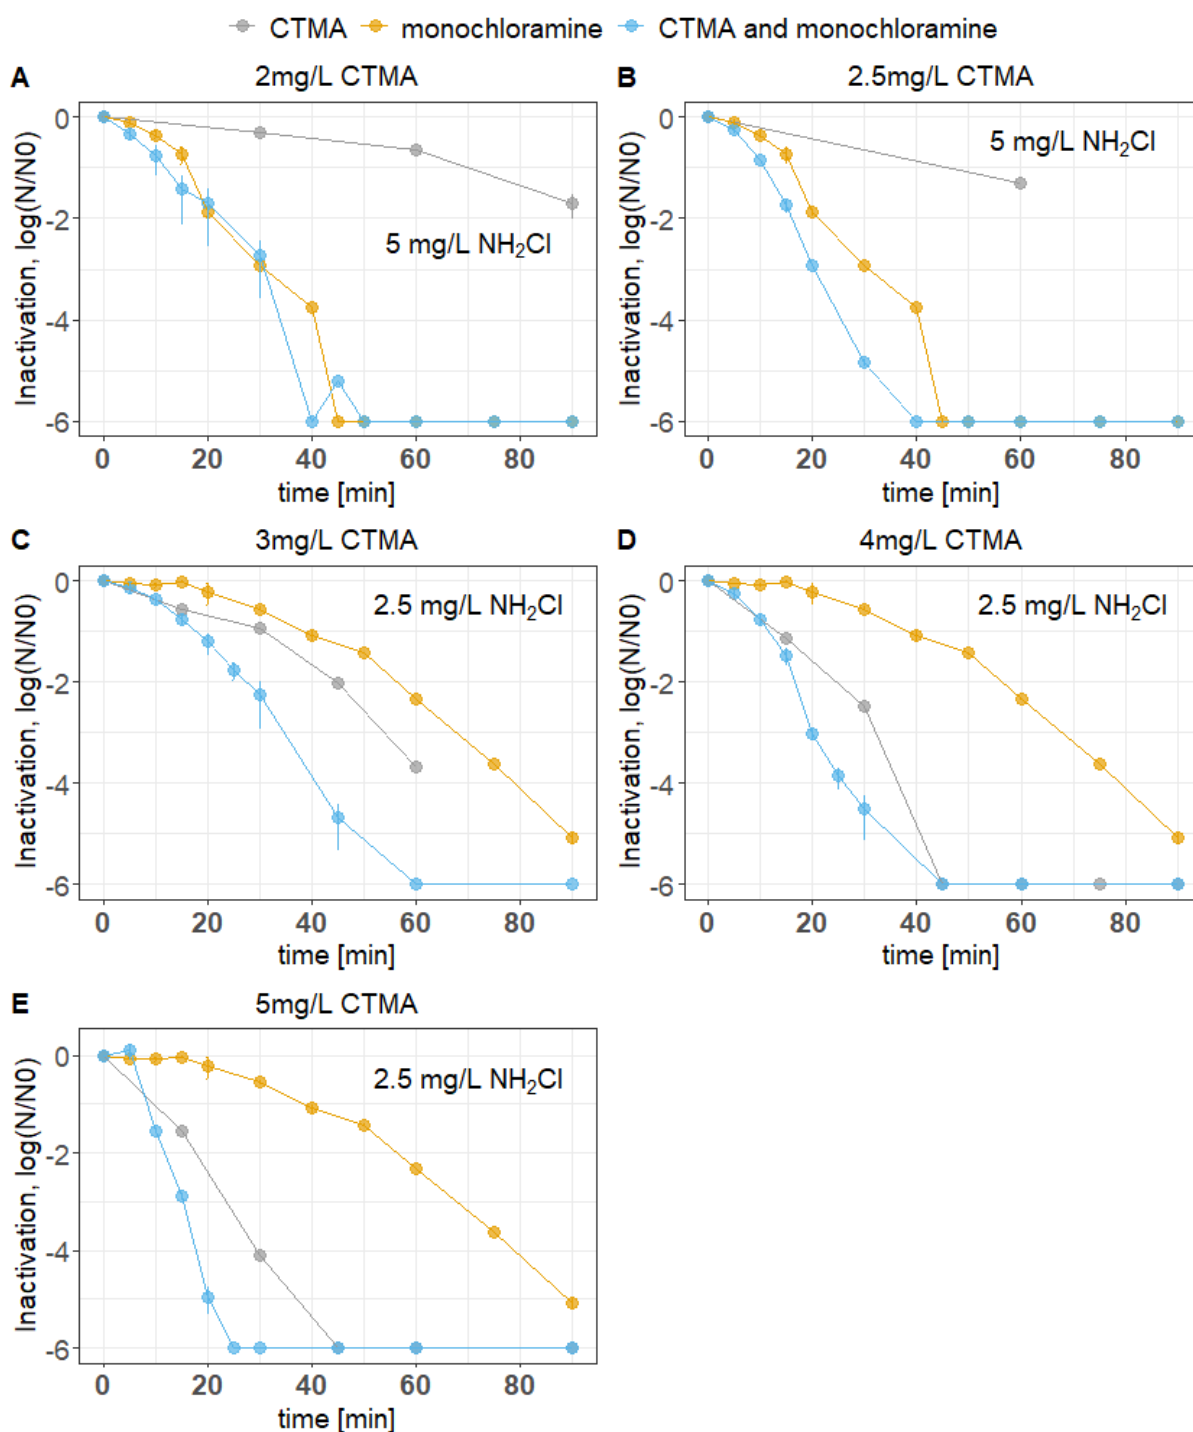 CTMA monochloramine CTMA and monochloramine
A 2mg/L CTMA
Inactivation, log(N/N0)
0
-2
-4
-6
5 mg/L NH₂Cl
0 20 40 60 80
time [min]
B 2.5mg/L CTMA
Inactivation, log(N/N0)
0
-2
-4
-6
5 mg/L NH₂Cl
0 20 40 60 80
time [min]
C 3mg/L CTMA
Inactivation, log(N/N0)
0
-2
-4
-6
2.5 mg/L NH₂Cl
0 20 40 60 80
time [min]
D 4mg/L CTMA
Inactivation, log(N/N0)
0
-2
-4
-6
2.5 mg/L NH₂Cl
0 20 40 60 80
time [min]
E 5mg/L CTMA
Inactivation, log(N/N0)
0
-2
-4
-6
2.5 mg/L NH₂Cl
0 20 40 60 80
time [min]